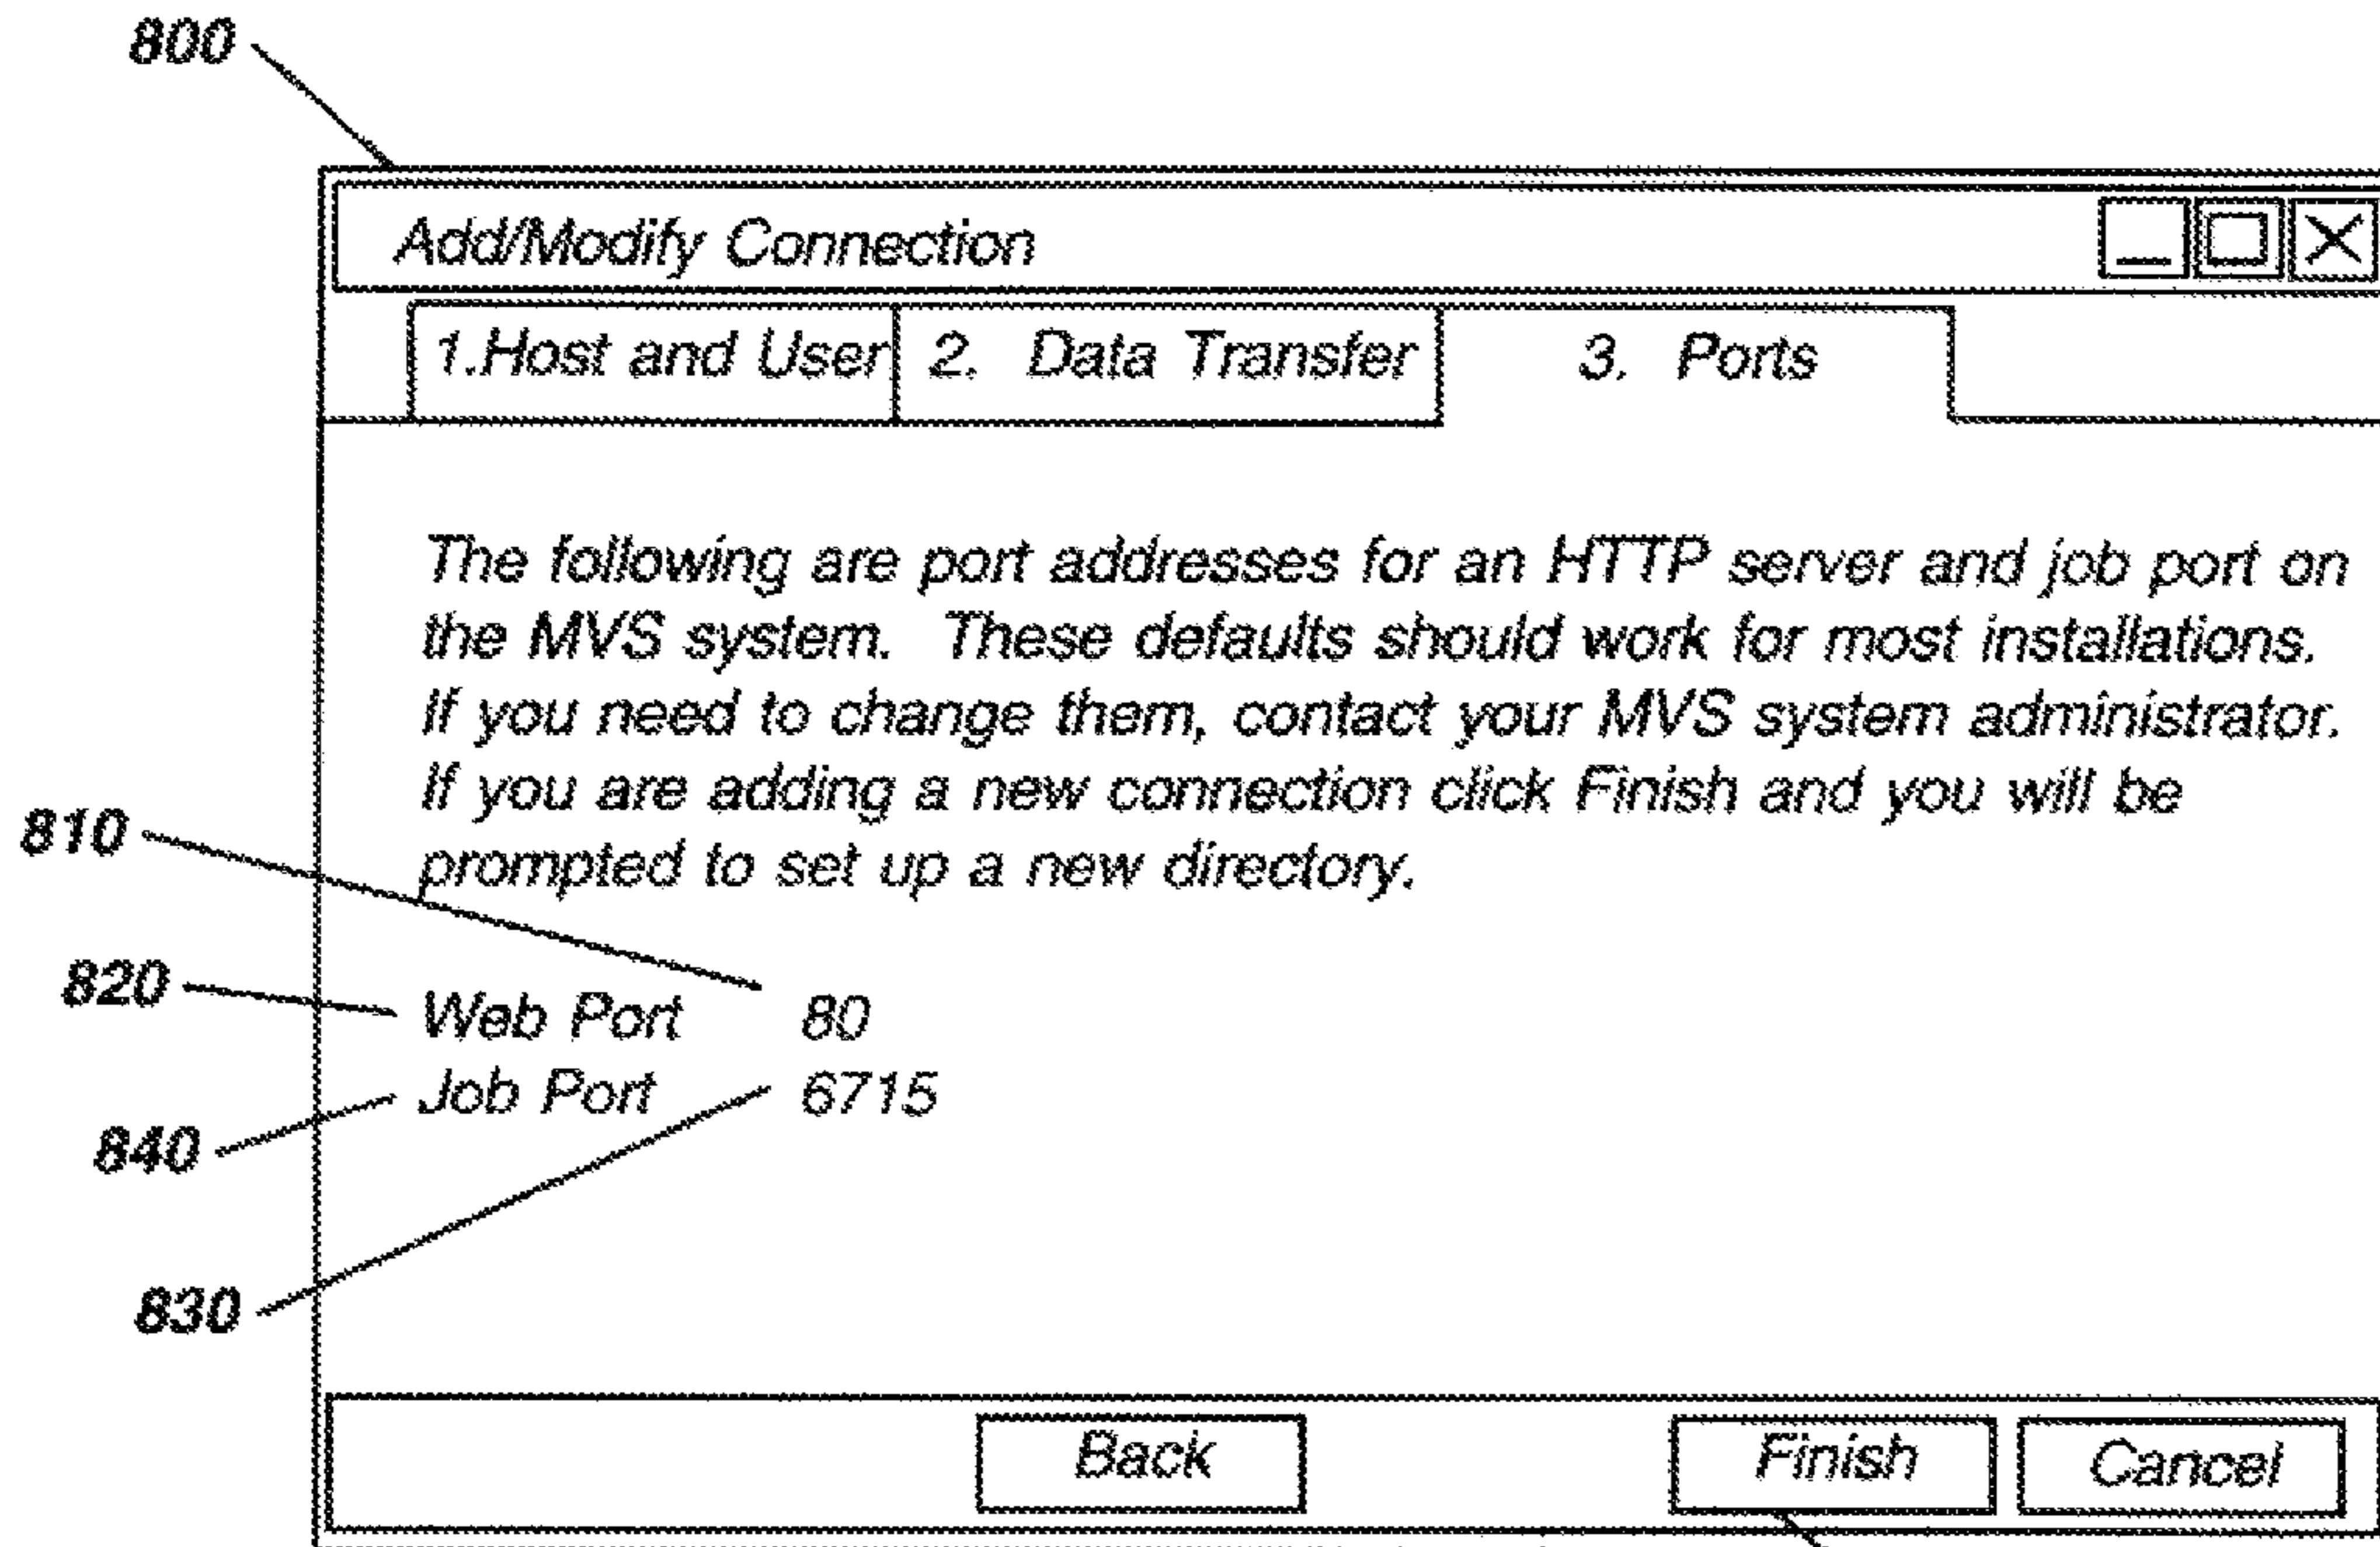 800
Add/Modify Connection
1.Host and User 2. Data Transfer 3. Ports
The following are port addresses for an HTTP server and job port on
the MVS system. These defaults should work for most installations.
If you need to change them, contact your MVS system administrator.
If you are adding a new connection click Finish and you will be
810
prompted to set up a new directory.
820
Web Port 80
Job Port 6715
840
830
Back Finish Cancel